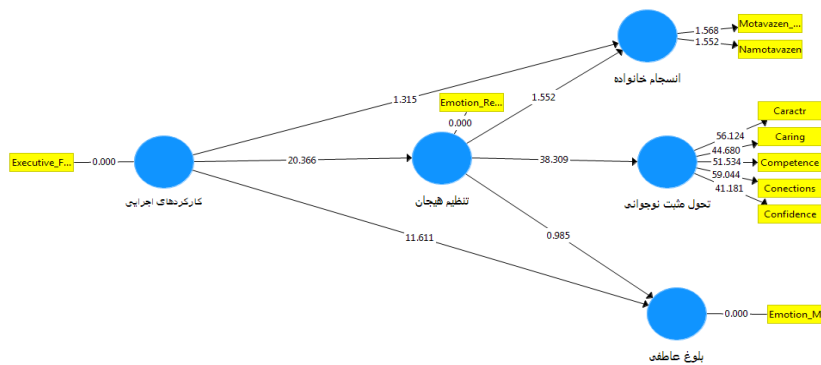 Motavazen_...
1.568
1.552
Namotavazen
انسجام خانواده
1.315
Emotion_Re...
1.552
0.000
Caractr
56.124
Caring
44.680
Executive_F...
0.000
20.366
38.309
51.534
Competence
59.044
Conections
41.181
Confidence
کارکردهای اجرایی
تنظیم هیجان
تحول مثبت نوجوانی
11.611
0.985
0.000
Emotion_M
بلوغ عاطفی